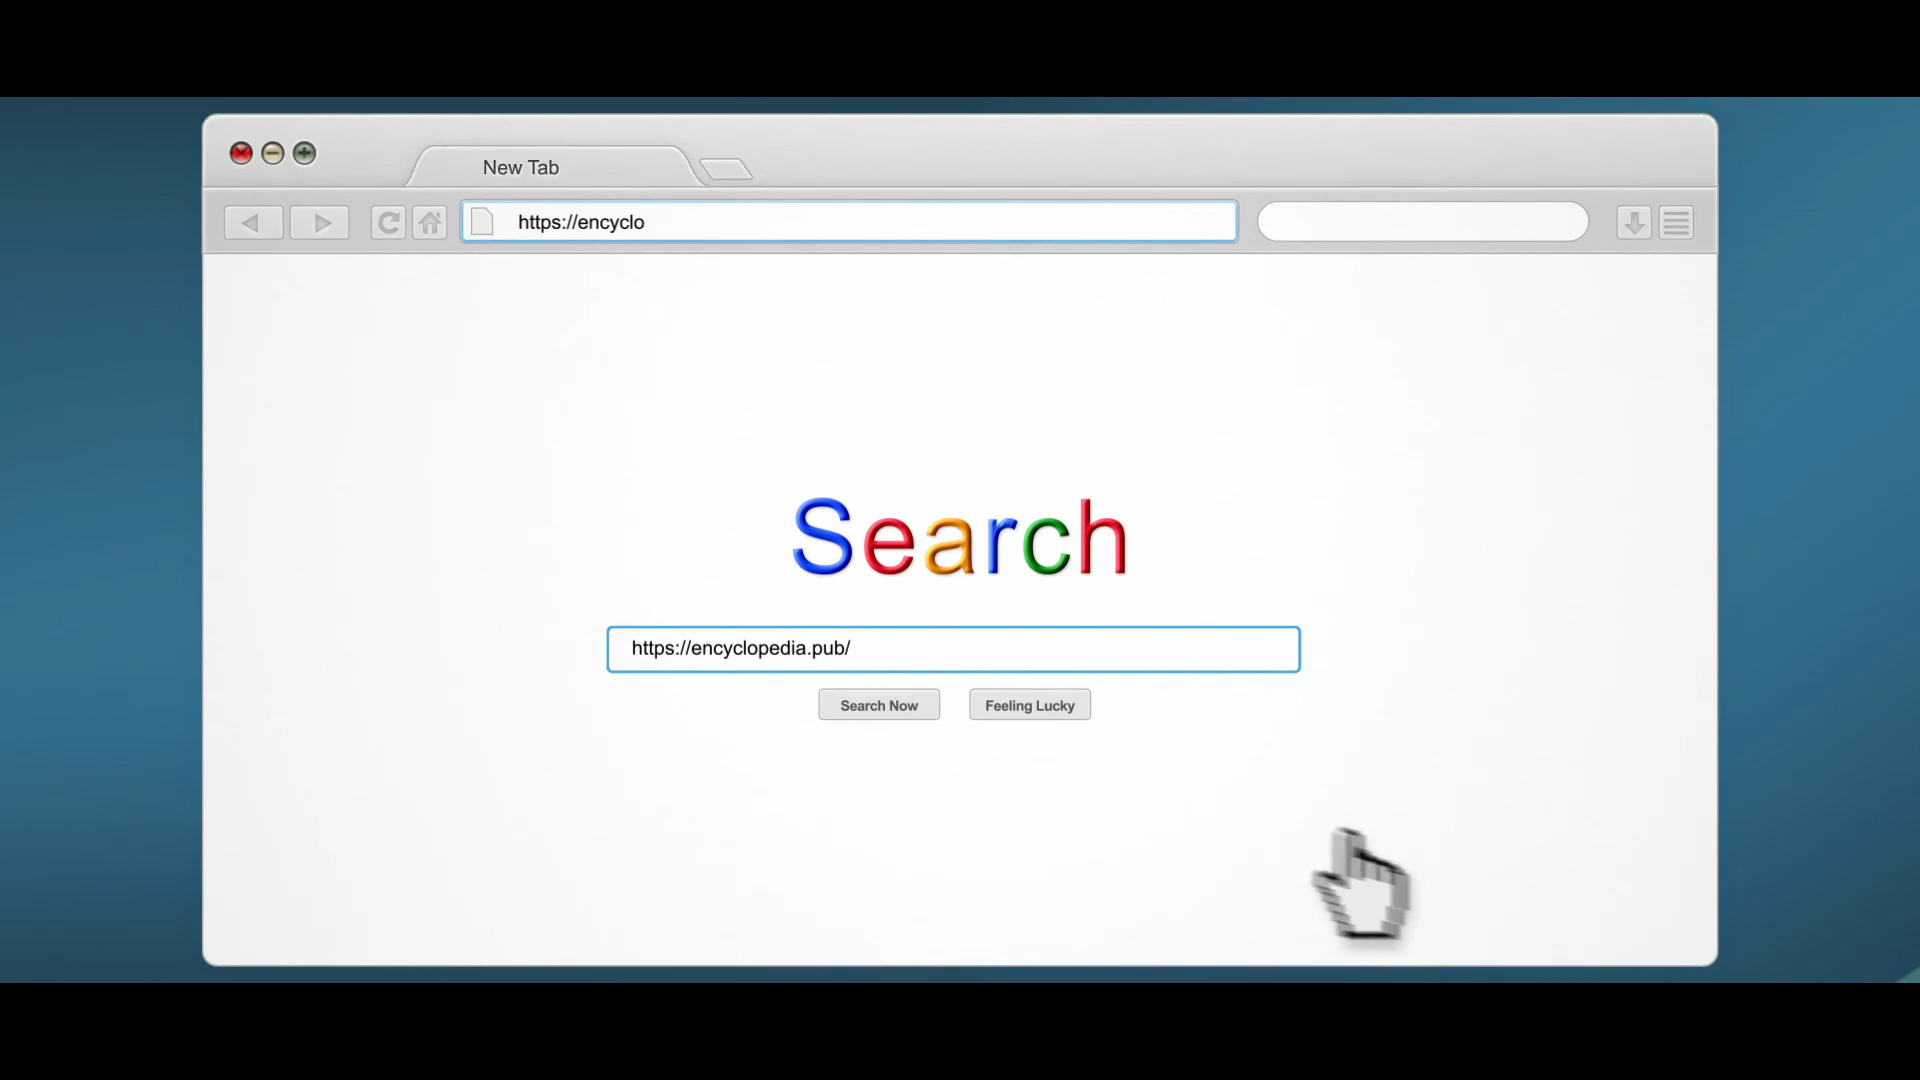 New Tab
https://encyclo
Search
https://encyclopedia.pub/
Search Now
Feeling Lucky